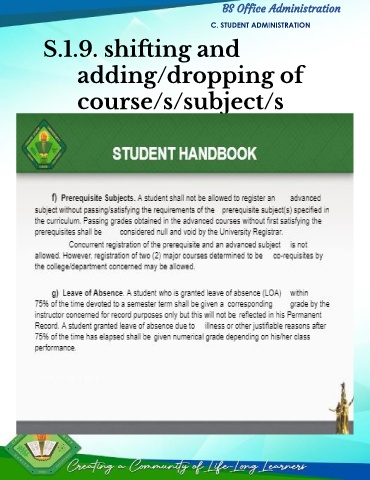 BS Office Administration
C. STUDENT ADMINISTRATION
S.1.9. shifting and
adding/dropping of
course/s/subject/s
STUDENT HANDBOOK
f) Prerequisite Subjects. A student shall not be allowed to register an advanced
subject without passing/satisfying the requirements of the prerequisite subject(s) specified in
the curriculum. Passing grades obtained in the advanced courses without first satisfying the
prerequisites shall be considered null and void by the University Registrar.
Concurrent registration of the prerequisite and an advanced subject is not
allowed. However, registration of two (2) major courses determined to be co-requisites by
the college/department concerned may be allowed.
g) Leave of Absence. A student who is granted leave of absence (LOA) within
75% of the time devoted to a semester term shall be given a corresponding grade by the
instructor concerned for record purposes only but this will not be reflected in his Permanent
Record. A student granted leave of absence due to illness or other justifiable reasons after
75% of the time has elapsed shall be given numerical grade depending on his/her class
performance.
Creating a Community of Life-Long Learners